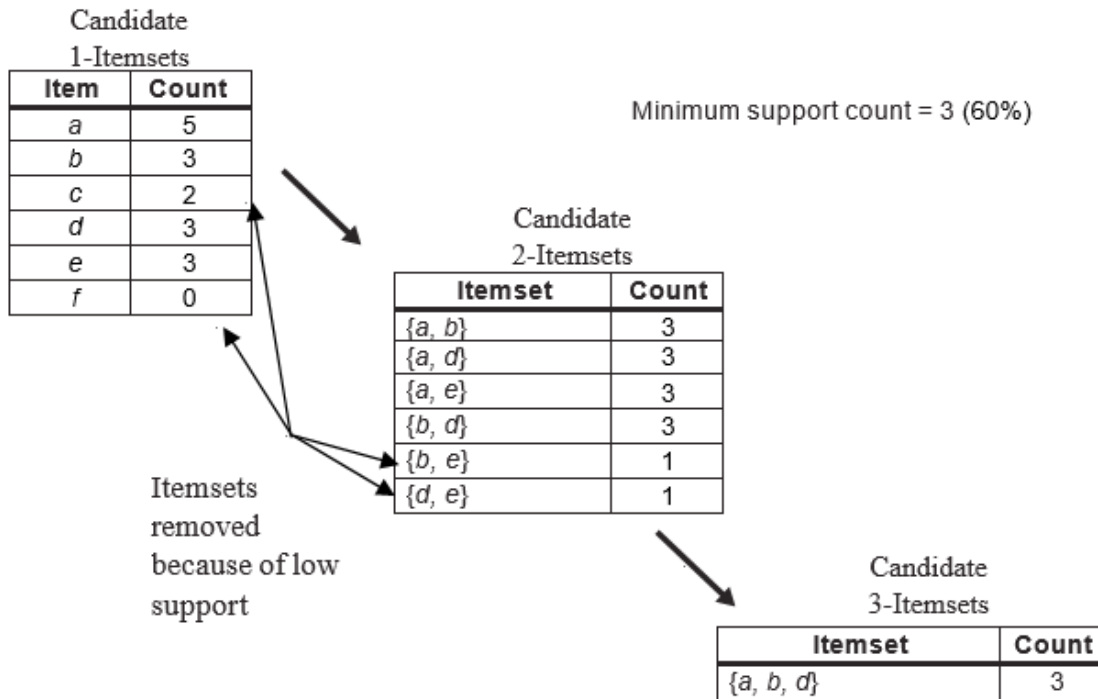 Candidate
1-Itemsets
Item Count
a 5
b 3
c 2
d 3
e 3
f 0
Minimum support count = 3 (60%)
Candidate
2-Itemsets
Itemset Count
{a, b} 3
{a, d} 3
{a, e} 3
{b, d} 3
{b, e} 1
{d, e} 1
Itemsets
removed
because of low
support
Candidate
3-Itemsets
Itemset Count
{a, b, d} 3